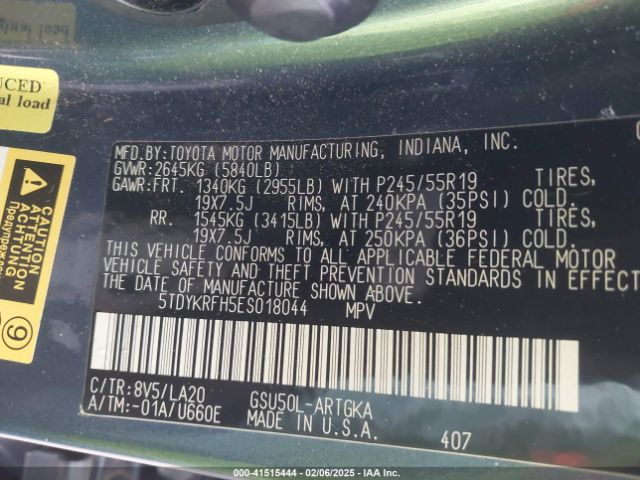 UCED
al load
MFD.BY:TOYOTA MOTOR MANUFACTURING, INDIANA, INC.
GVWR:2645KG (5840LB)
GAWR:FRT. 1340KG (2955LB) WITH P245/55R19 TIRES,
19X7.5J RIMS, AT 240KPA (35PSI) COLD.
RR. 1545KG (3415LB) WITH P245/55R19 TIRES,
19X7.5J RIMS, AT 250KPA (36PSI) COLD.
THIS VEHICLE CONFORMS TO ALL APPLICABLE FEDERAL MOTOR
VEHICLE SAFETY AND THEFT PREVENTION STANDARDS IN EFFECT
THE DATE OF MANUFACTURE SHOWN ABOVE.
5TDYKRFH5ES018044 MPV
C/TR:8V5/LA20 GSU50L-ARTGKA
A/TM:-01A/U660E MADE IN U.S.A.
407
9
000-41515444 - 02/06/2025 - IAA Inc.